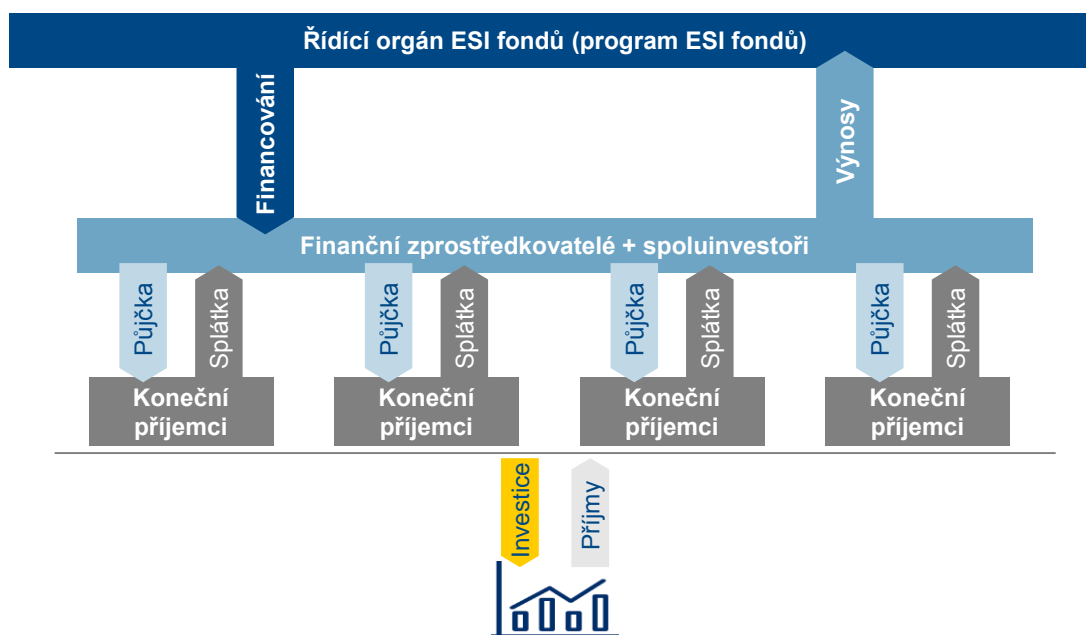 Řídící orgán ESI fondů (program ESI fondů)
Financování
Výnosy
Finanční zprostředkovatelé + spoluinvestoři
Půjčka
Splátka
Půjčka
Splátka
Půjčka
Splátka
Půjčka
Splátka
Koneční
příjemci
Koneční
příjemci
Koneční
příjemci
Koneční
příjemci
Investice
Příjmy